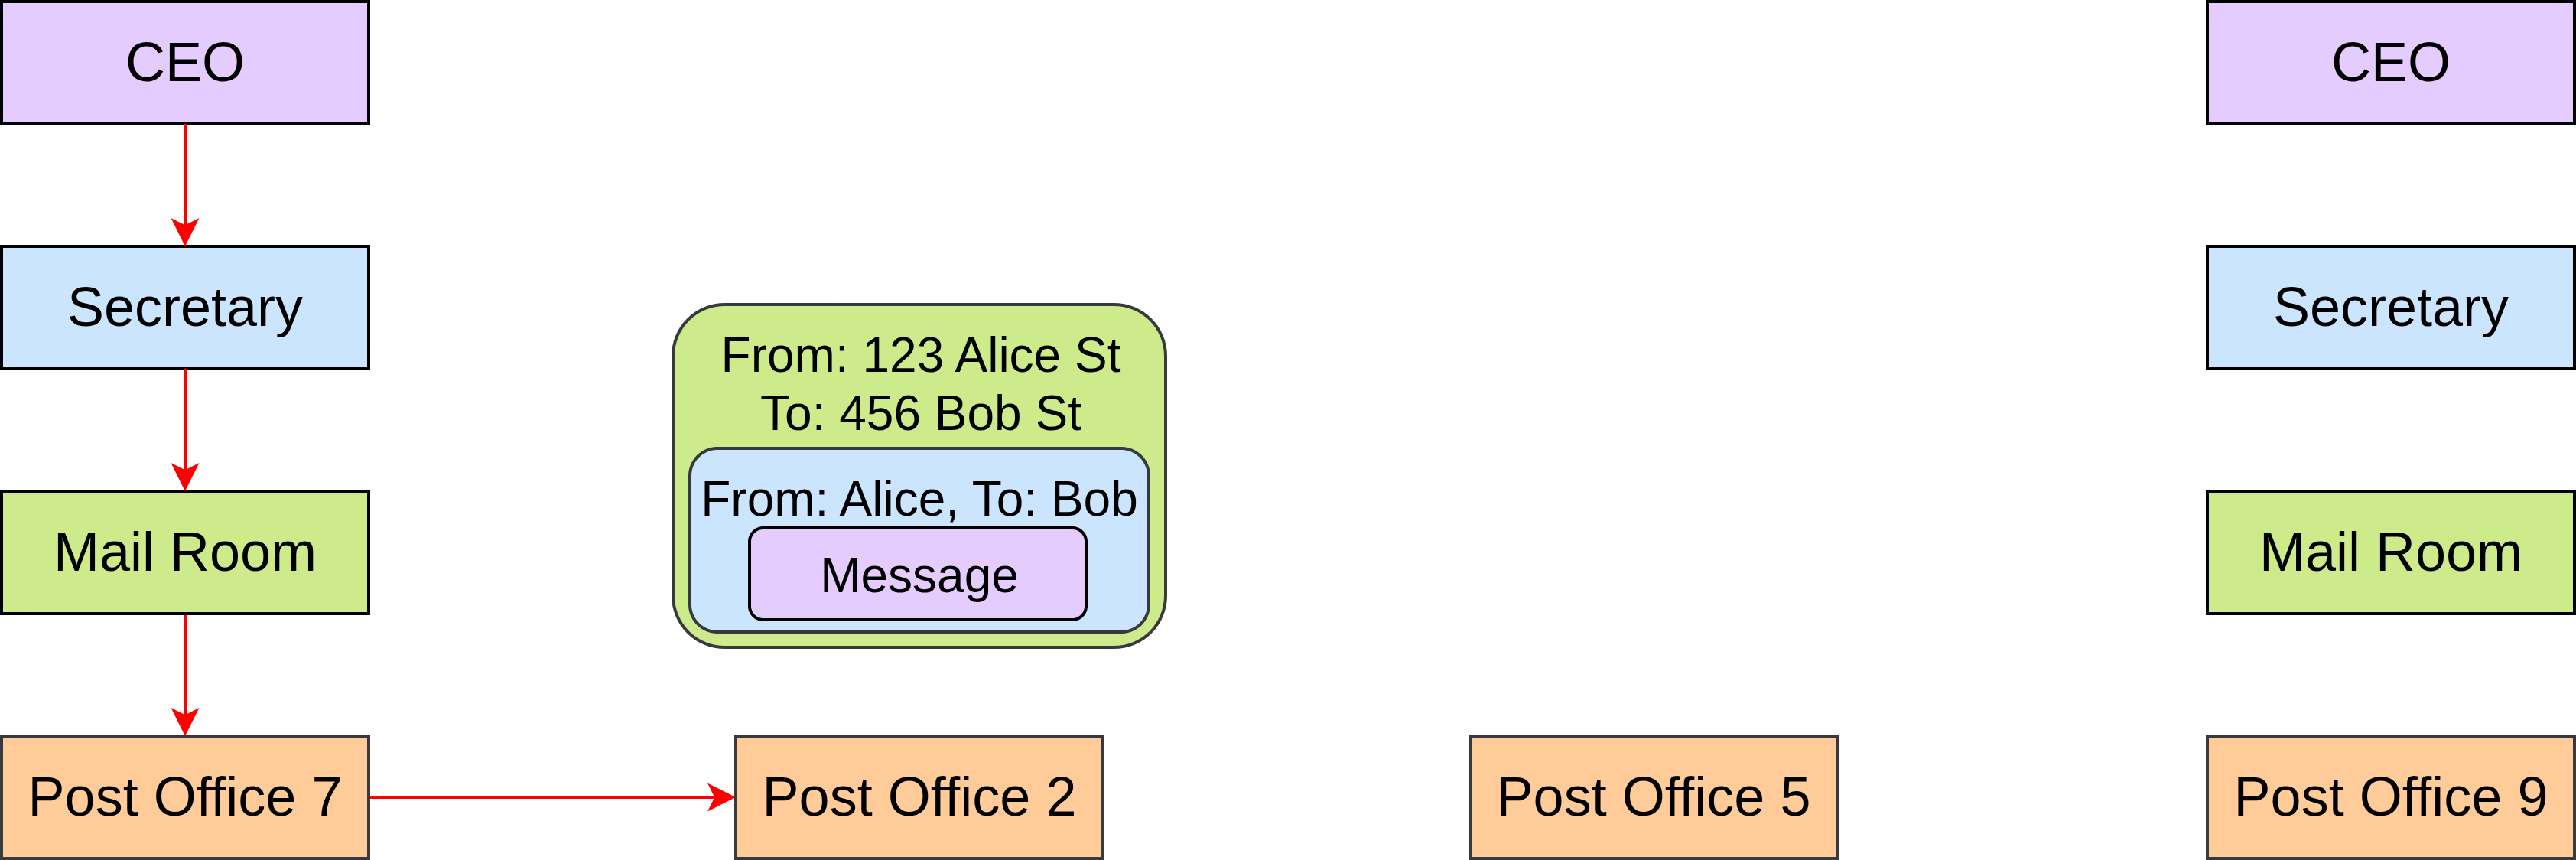 CEO
CEO
Secretary
Secretary
From: 123 Alice St
To: 456 Bob St
From: Alice, To: Bob
Message
Mail Room
Mail Room
Post Office 7
Post Office 2
Post Office 5
Post Office 9